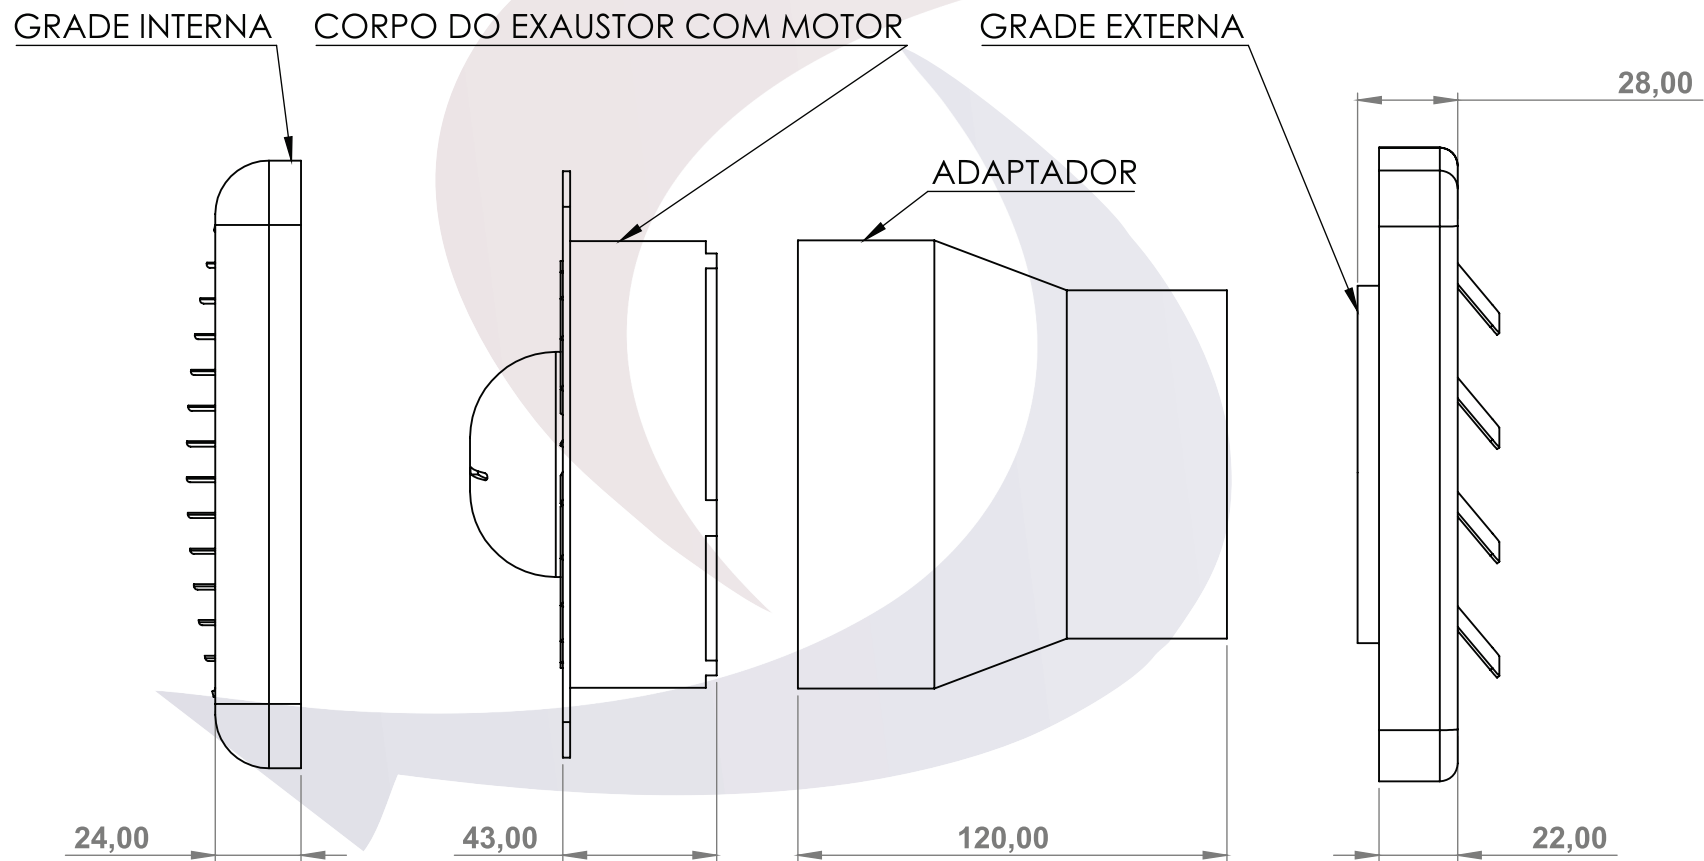 GRADE INTERNA
CORPO DO EXAUSTOR COM MOTOR
GRADE EXTERNA
28,00
ADAPTADOR
24,00
43,00
120,00
22,00